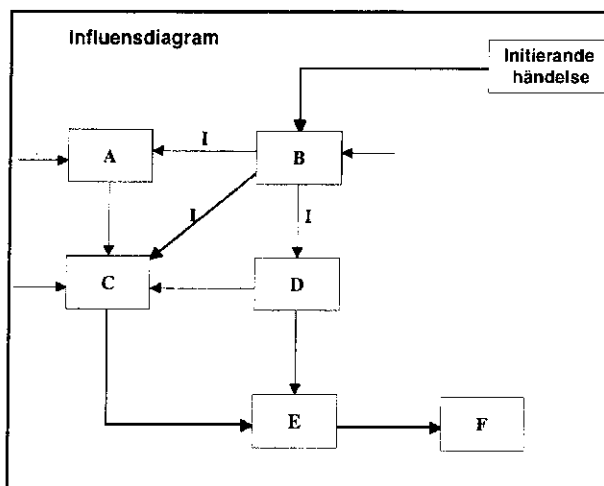 Influensdiagram
Initierande
händelse
I
A
B
I
I
C
D
E
F